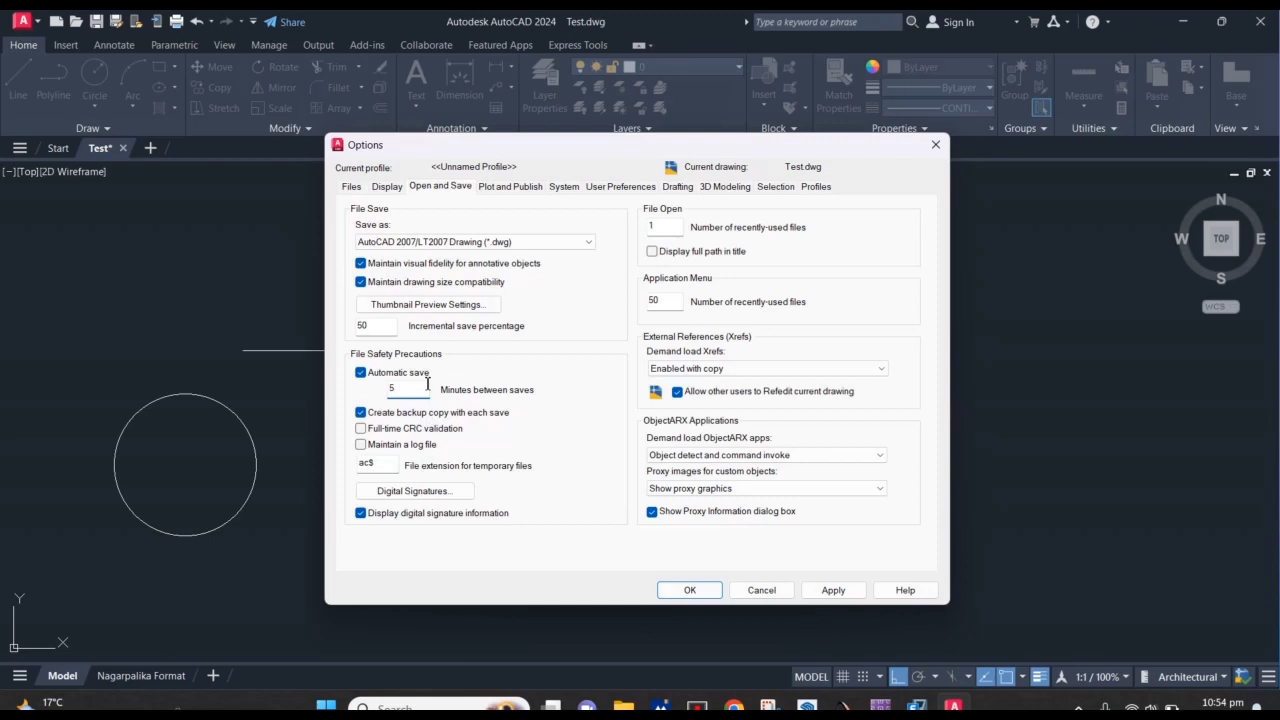 Share
Autodesk AutoCAD 2024 Test.dwg
Type a keyword or phrase
Sign In
Home Insert Annotate Parametric View Manage Output Add-ins Collaborate Featured Apps Express Tools
Line Polyline Circle Arc
Move Rotate Trim
Copy Mirror Fillet
Stretch Scale Array
Text Dimension
Layer Properties
0
Insert
Match Properties
ByLayer
ByLayer
CONTI...
Group
Measure
Paste
Base
Draw Modify Annotation Layers Block Properties Groups Utilities Clipboard View
Start Test* +
[−][Top][2D Wireframe]
N
W TOP E
S
WCS
Options
Current profile: <<Unnamed Profile>> Current drawing: Test.dwg
Files Display Open and Save Plot and Publish System User Preferences Drafting 3D Modeling Selection Profiles
File Save
Save as:
AutoCAD 2007/LT2007 Drawing (*.dwg)
Maintain visual fidelity for annotative objects
Maintain drawing size compatibility
Thumbnail Preview Settings...
50 Incremental save percentage
File Safety Precautions
Automatic save
5 Minutes between saves
Create backup copy with each save
Full-time CRC validation
Maintain a log file
ac$ File extension for temporary files
Digital Signatures...
Display digital signature information
File Open
1 Number of recently-used files
Display full path in title
Application Menu
50 Number of recently-used files
External References (Xrefs)
Demand load Xrefs:
Enabled with copy
Allow other users to Refedit current drawing
ObjectARX Applications
Demand load ObjectARX apps:
Object detect and command invoke
Proxy images for custom objects:
Show proxy graphics
Show Proxy Information dialog box
OK Cancel Apply Help
Y
X
Model Nagarpalika Format +
MODEL 1:1 / 100% Architectural
17°C
Search
10:54 pm